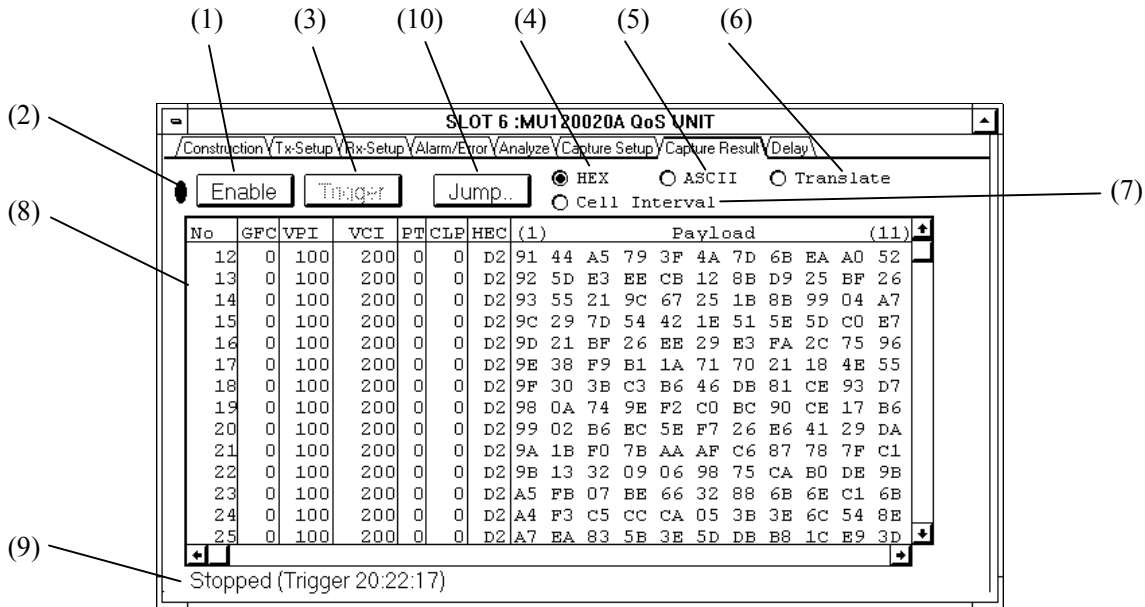 (1) (3) (10) (4) (5) (6)
(2)
SLOT 6 :MU120020A QoS UNIT
Construction Tx-Setup Rx-Setup Alarm/Error Analyze Capture Setup Capture Result Delay
Enable Trigger Jump.. HEX ASCII Translate
Cell Interval (7)
(8)
No GFC VPI VCI PT CLP HEC (1) Payload (11)
12 0 100 200 0 0 D2 91 44 A5 79 3F 4A 7D 6B EA A0 52
13 0 100 200 0 0 D2 92 5D E3 EE CB 12 8B D9 25 BF 26
14 0 100 200 0 0 D2 93 55 21 9C 67 25 1B 8B 99 04 A7
15 0 100 200 0 0 D2 9C 29 7D 54 42 1E 51 5E 5D C0 E7
16 0 100 200 0 0 D2 9D 21 BF 26 EE 29 E3 FA 2C 75 96
17 0 100 200 0 0 D2 9E 38 F9 B1 1A 71 70 21 18 4E 55
18 0 100 200 0 0 D2 9F 30 3B C3 B6 46 DB 81 CE 93 D7
19 0 100 200 0 0 D2 98 0A 74 9E F2 C0 BC 90 CE 17 B6
20 0 100 200 0 0 D2 99 02 B6 EC 5E F7 26 E6 41 29 DA
21 0 100 200 0 0 D2 9A 1B F0 7B AA AF C6 87 78 7F C1
22 0 100 200 0 0 D2 9B 13 32 09 06 98 75 CA B0 DE 9B
23 0 100 200 0 0 D2 A5 FB 07 BE 66 32 88 6B 6E C1 6B
24 0 100 200 0 0 D2 A4 F3 C5 CC CA 05 3B 3E 6C 54 8E
25 0 100 200 0 0 D2 A7 EA 83 5B 3E 5D DB B8 1C E9 3D
(9)
Stopped (Trigger 20:22:17)